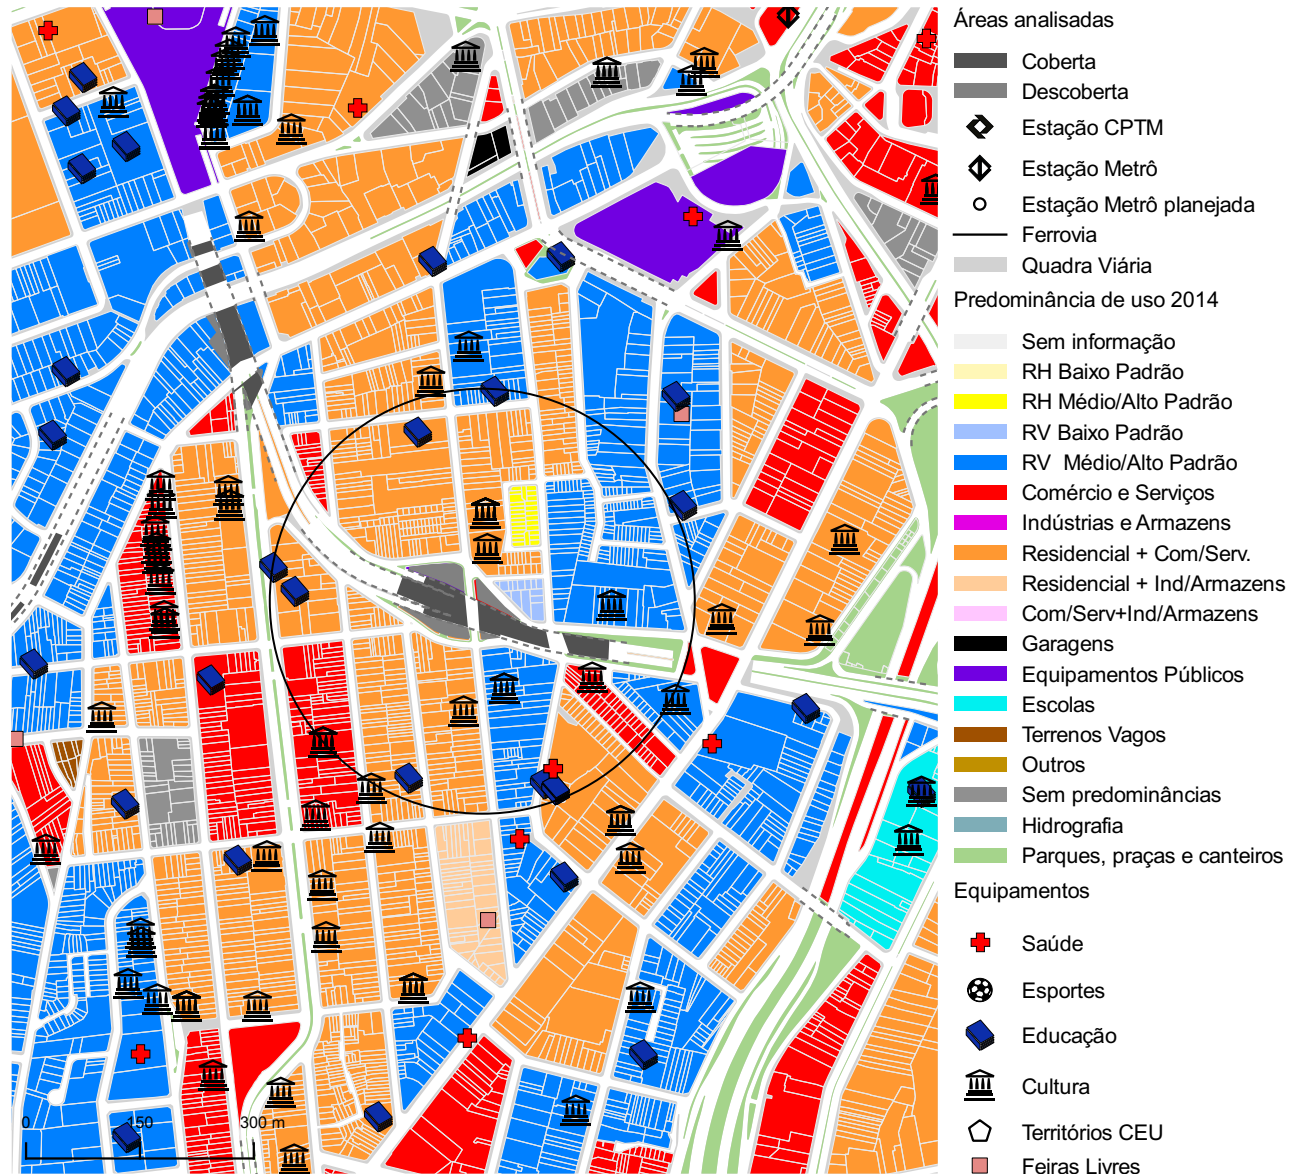 Áreas analisadas
Coberta
Descoberta
Estação CPTM
Estação Metrô
Estação Metrô planejada
Ferrovia
Quadra Viária
Predominância de uso 2014
Sem informação
RH Baixo Padrão
RH Médio/Alto Padrão
RV Baixo Padrão
RV Médio/Alto Padrão
Comércio e Serviços
Indústrias e Armazens
Residencial + Com/Serv.
Residencial + Ind/Armazens
Com/Serv+Ind/Armazens
Garagens
Equipamentos Públicos
Escolas
Terrenos Vagos
Outros
Sem predominâncias
Hidrografia
Parques, praças e canteiros
Equipamentos
Saúde
Esportes
Educação
Cultura
Territórios CEU
Feiras Livres
0 150 300 m